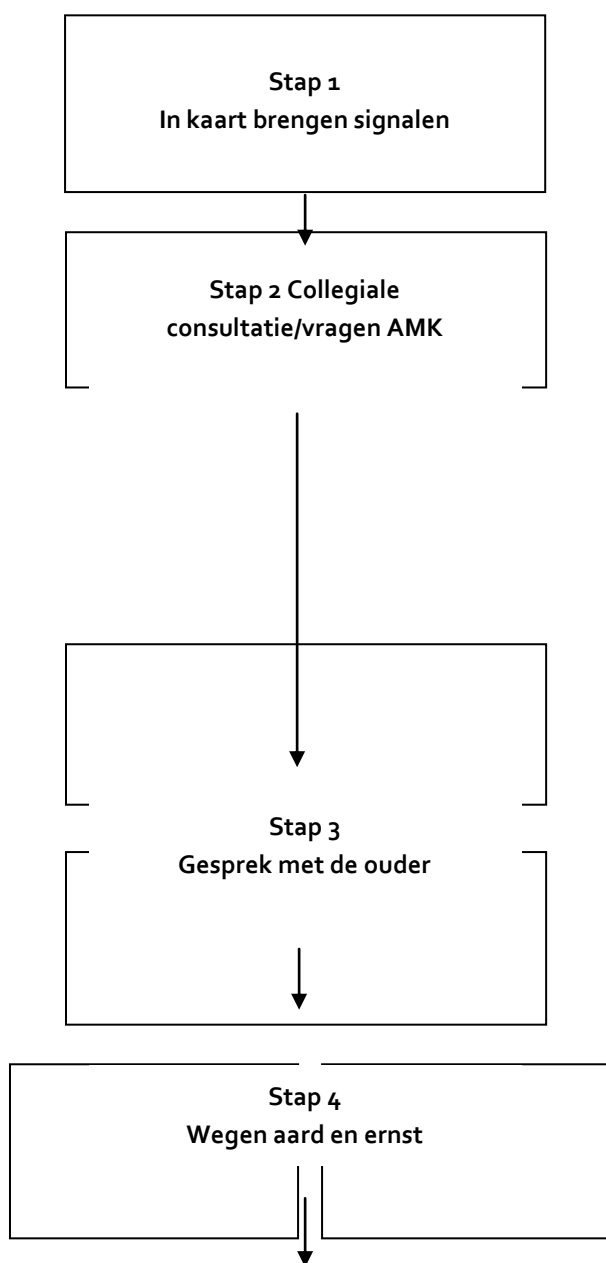 Stap 1
In kaart brengen signalen
Stap 2 Collegiale
consultatie/vragen AMK
Stap 3
Gesprek met de ouder
Stap 4
Wegen aard en ernst